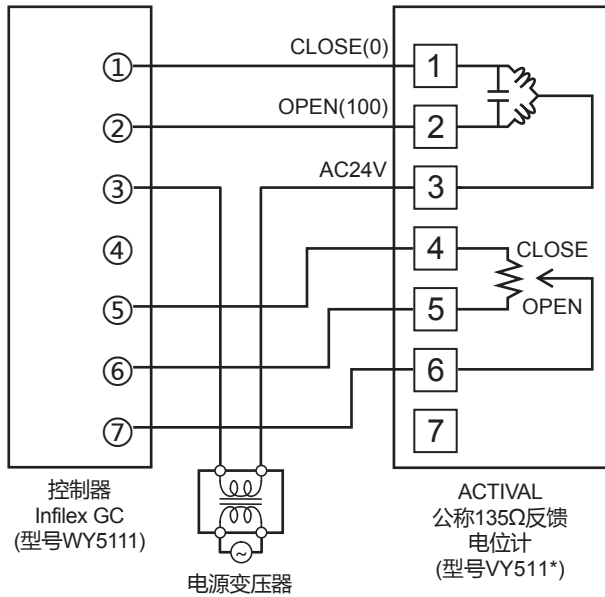 ① CLOSE(0) 1
② OPEN(100) 2
③ AC24V 3
④ 4 CLOSE
⑤ 5 OPEN
⑥ 6
⑦ 7
控制器
Infilex GC
(型号WY5111)
~
电源变压器
ACTIVAL
公称135Ω反馈
电位计
(型号VY511*)